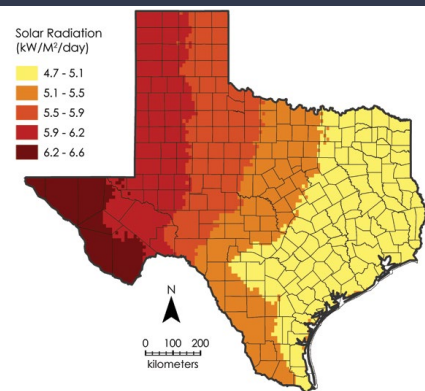 Solar Radiation
(kW/M²/day)
4.7 - 5.1
5.1 - 5.5
5.5 - 5.9
5.9 - 6.2
6.2 - 6.6
N
0 100 200
kilometers